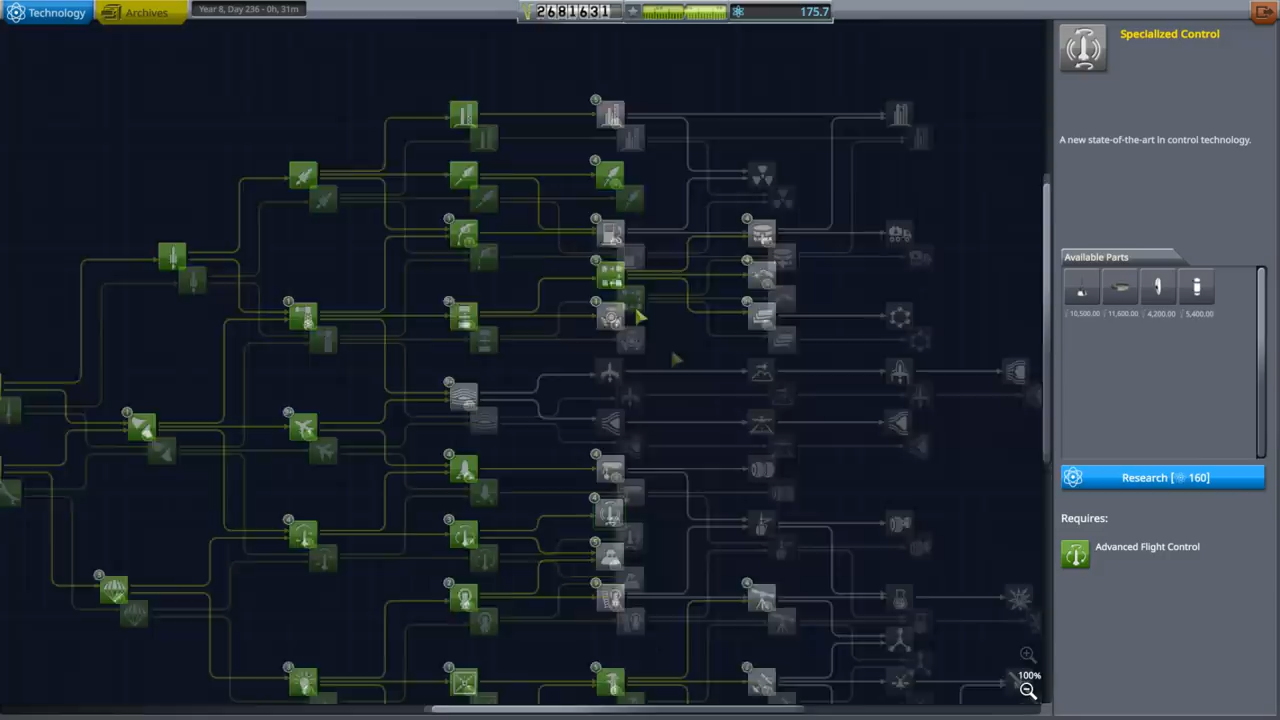 Technology
Archives
Year 8, Day 236 - 0h, 31m
2681631
175.7
Specialized Control
A new state-of-the-art in control technology.
Available Parts
10,500.00 11,600.00 4,200.00 5,400.00
Research [160]
Requires:
Advanced Flight Control
100%